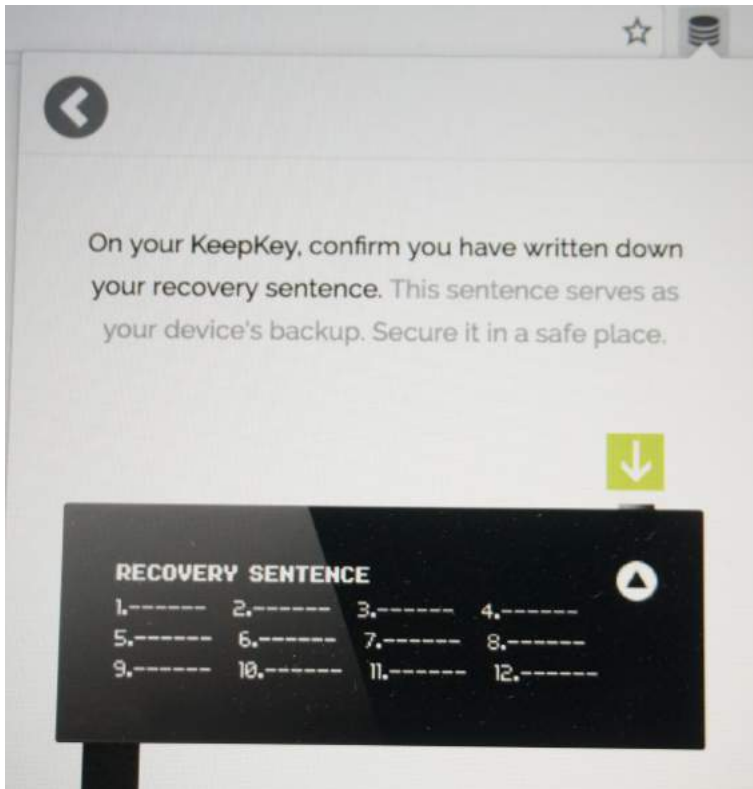 On your KeepKey, confirm you have written down
your recovery sentence. This sentence serves as
your device's backup. Secure it in a safe place.
RECOVERY SENTENCE
1.------ 2.------ 3.------ 4.------
5.------ 6.------ 7.------ 8.------
9.------ 10.------ 11.------ 12.------